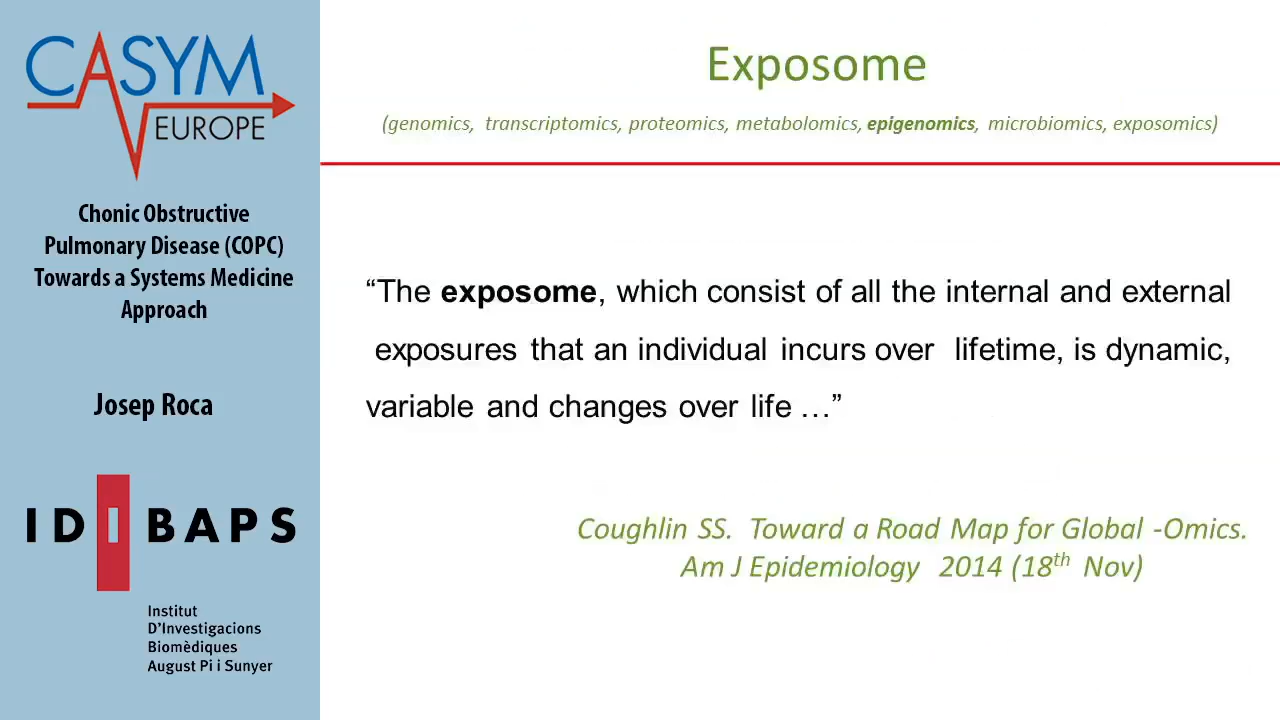 CASYM
EUROPE
Chonic Obstructive
Pulmonary Disease (COPC)
Towards a Systems Medicine
Approach
Josep Roca
IDIBAPS
Institut
D'Investigacions
Biomèdiques
August Pi i Sunyer
Exposome
(genomics, transcriptomics, proteomics, metabolomics, epigenomics, microbiomics, exposomics)
“The exposome, which consist of all the internal and external
exposures that an individual incurs over lifetime, is dynamic,
variable and changes over life …”
Coughlin SS. Toward a Road Map for Global -Omics.
Am J Epidemiology 2014 (18th Nov)